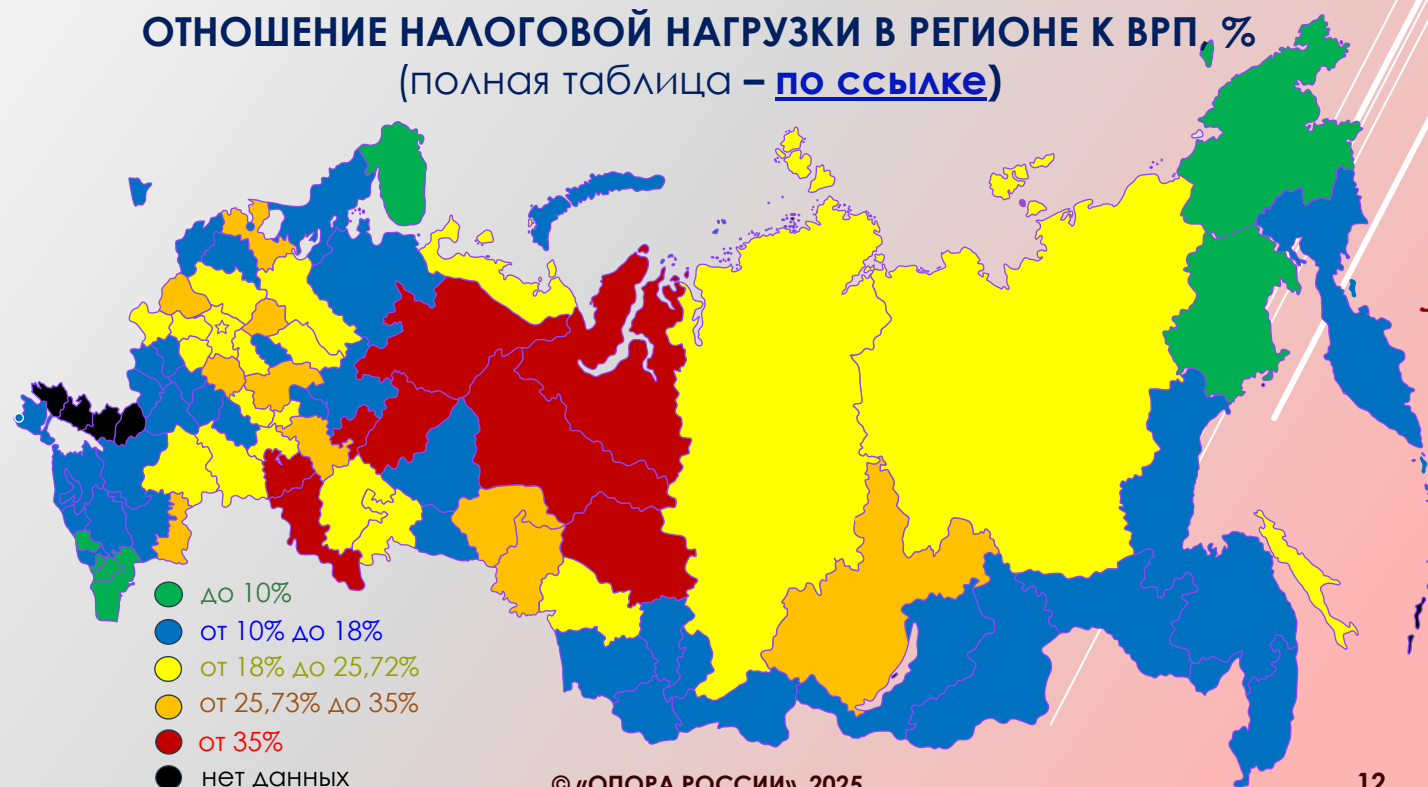 ОТНОШЕНИЕ НАЛОГОВОЙ НАГРУЗКИ В РЕГИОНЕ К ВРП, %
(полная таблица – по ссылке)
до 10%
от 10% до 18%
от 18% до 25,72%
от 25,73% до 35%
от 35%
нет данных
© «ОПОРА РОССИИ», 2025
12